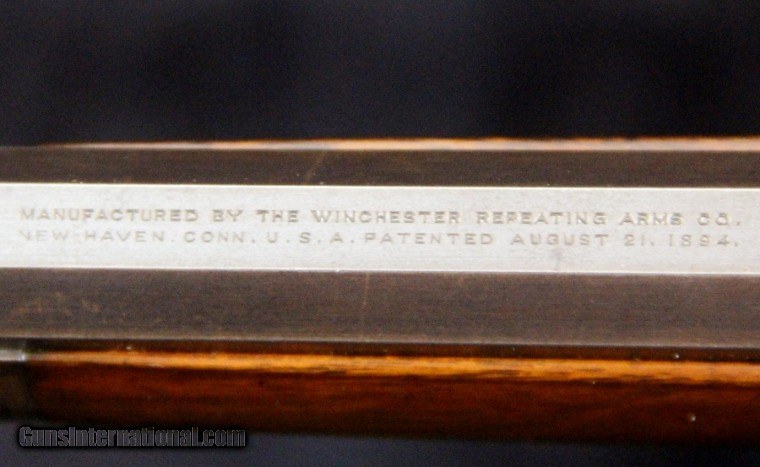 MANUFACTURED BY THE WINCHESTER REPEATING ARMS CO.
NEW HAVEN. CONN. U. S. A. PATENTED AUGUST 21. 1894.
GunsInternational.com